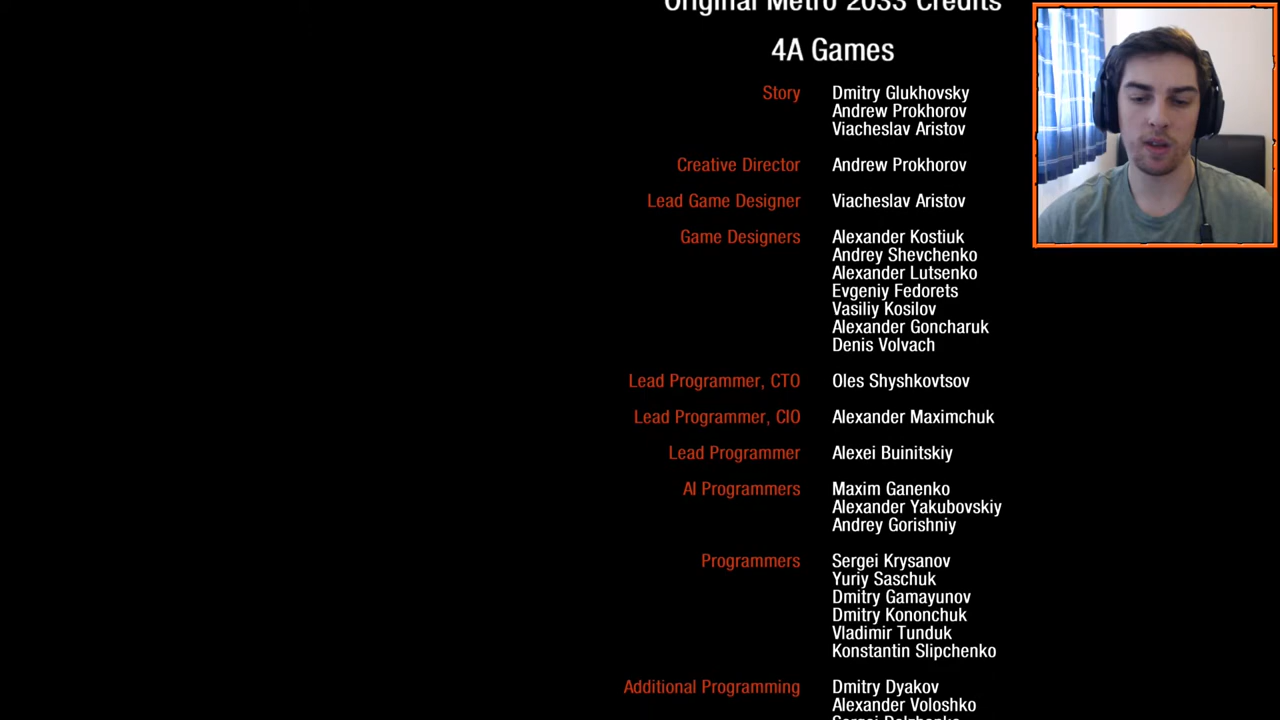 Original Metro 2033 Credits
4A Games
Story Dmitry Glukhovsky
Andrew Prokhorov
Viacheslav Aristov
Creative Director Andrew Prokhorov
Lead Game Designer Viacheslav Aristov
Game Designers Alexander Kostiuk
Andrey Shevchenko
Alexander Lutsenko
Evgeniy Fedorets
Vasiliy Kosilov
Alexander Goncharuk
Denis Volvach
Lead Programmer, CTO Oles Shyshkovtsov
Lead Programmer, CIO Alexander Maximchuk
Lead Programmer Alexei Buinitskiy
AI Programmers Maxim Ganenko
Alexander Yakubovskiy
Andrey Gorishniy
Programmers Sergei Krysanov
Yuriy Saschuk
Dmitry Gamayunov
Dmitry Kononchuk
Vladimir Tunduk
Konstantin Slipchenko
Additional Programming Dmitry Dyakov
Alexander Voloshko